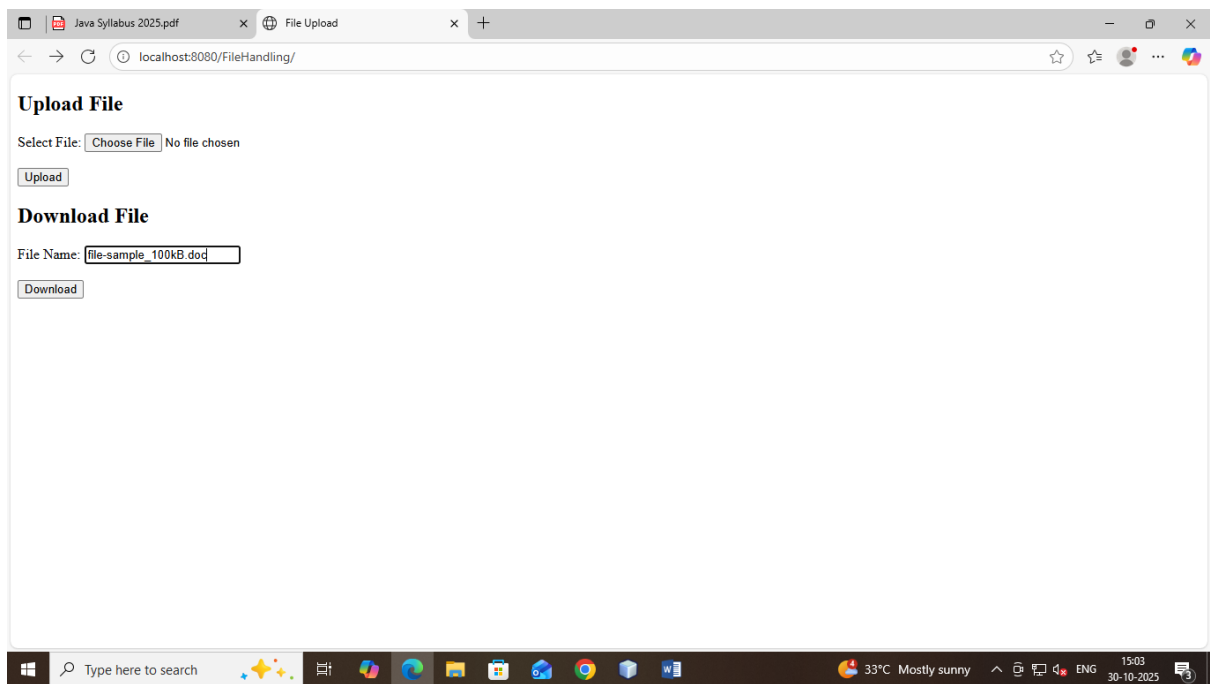 Java Syllabus 2025.pdf
File Upload
localhost:8080/FileHandling/
Upload File
Select File: Choose File No file chosen
Upload
Download File
File Name: file-sample_100kB.doc
Download
Type here to search
4
33°C Mostly sunny
ENG
15:03
30-10-2025
3